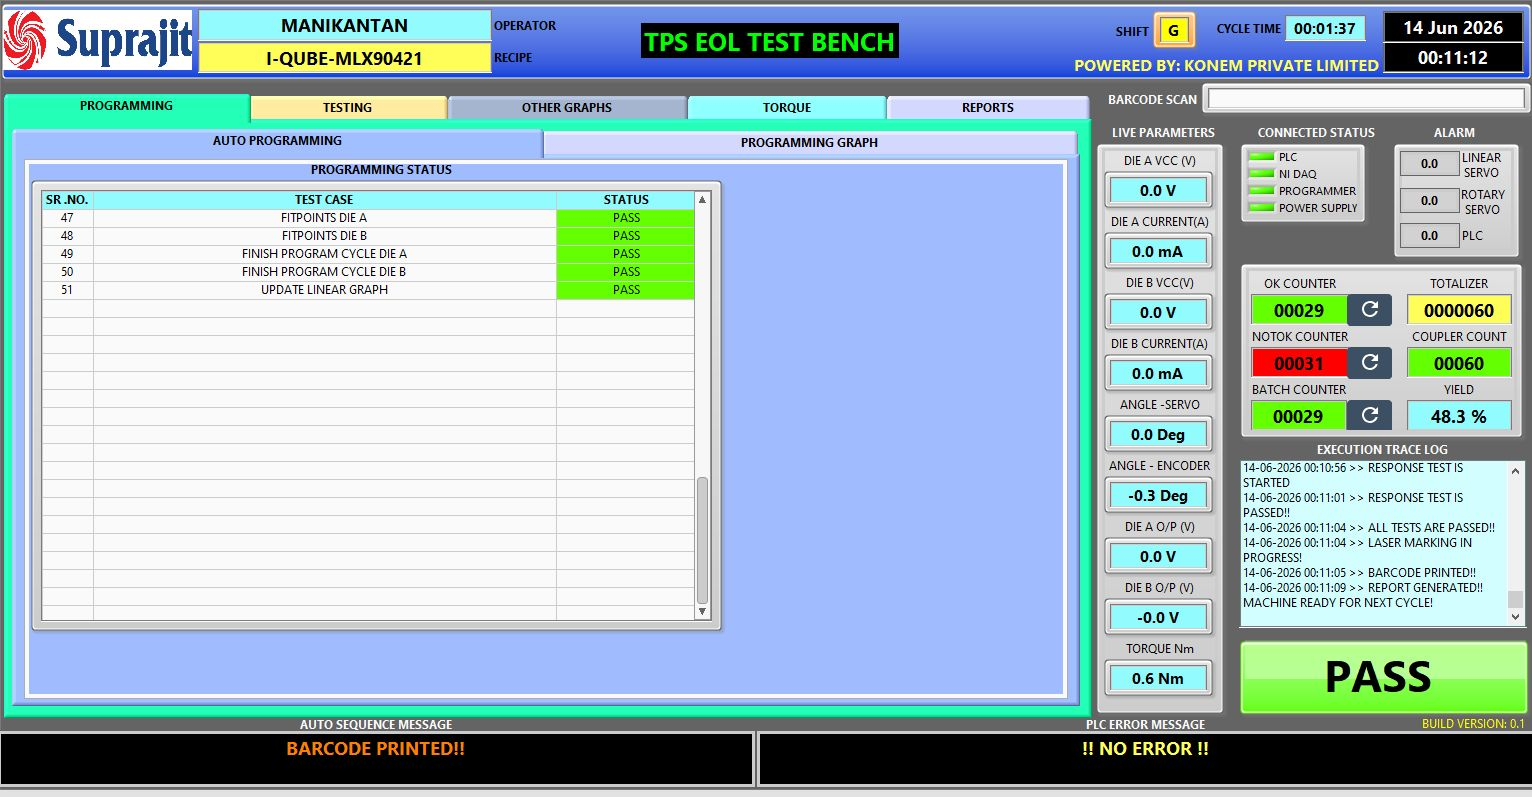 Suprajit
MANIKANTAN
OPERATOR
I-QUBE-MLX90421
RECIPE
TPS EOL TEST BENCH
SHIFT
G
CYCLE TIME
00:01:37
14 Jun 2026
00:11:12
POWERED BY: KONEM PRIVATE LIMITED
PROGRAMMING
TESTING
OTHER GRAPHS
TORQUE
REPORTS
BARCODE SCAN
AUTO PROGRAMMING
PROGRAMMING GRAPH
PROGRAMMING STATUS
SR .NO. TEST CASE STATUS
47 FITPOINTS DIE A PASS
48 FITPOINTS DIE B PASS
49 FINISH PROGRAM CYCLE DIE A PASS
50 FINISH PROGRAM CYCLE DIE B PASS
51 UPDATE LINEAR GRAPH PASS
LIVE PARAMETERS
DIE A VCC (V)
0.0 V
DIE A CURRENT(A)
0.0 mA
DIE B VCC(V)
0.0 V
DIE B CURRENT(A)
0.0 mA
ANGLE -SERVO
0.0 Deg
ANGLE - ENCODER
-0.3 Deg
DIE A O/P (V)
0.0 V
DIE B O/P (V)
-0.0 V
TORQUE Nm
0.6 Nm
CONNECTED STATUS
PLC
NI DAQ
PROGRAMMER
POWER SUPPLY
ALARM
0.0 LINEAR
SERVO
0.0 ROTARY
SERVO
0.0 PLC
OK COUNTER
00029
TOTALIZER
0000060
NOTOK COUNTER
00031
COUPLER COUNT
00060
BATCH COUNTER
00029
YIELD
48.3 %
EXECUTION TRACE LOG
14-06-2026 00:10:56 >> RESPONSE TEST IS
STARTED
14-06-2026 00:11:01 >> RESPONSE TEST IS
PASSED!!
14-06-2026 00:11:04 >> ALL TESTS ARE PASSED!!
14-06-2026 00:11:04 >> LASER MARKING IN
PROGRESS!
14-06-2026 00:11:05 >> BARCODE PRINTED!!
14-06-2026 00:11:09 >> REPORT GENERATED!!
MACHINE READY FOR NEXT CYCLE!
PASS
BUILD VERSION: 0.1
AUTO SEQUENCE MESSAGE
BARCODE PRINTED!!
PLC ERROR MESSAGE
!! NO ERROR !!